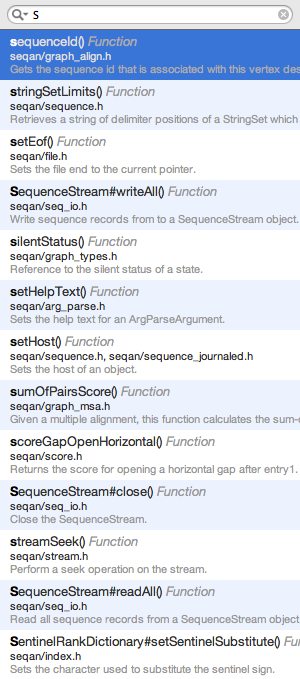 S
sequenceId() Function
seqan/graph_align.h
Gets the sequence id that is associated with this vertex des
stringSetLimits() Function
seqan/sequence.h
Retrieves a string of delimiter positions of a StringSet which
setEof() Function
seqan/file.h
Sets the file end to the current pointer.
SequenceStream#writeAll() Function
seqan/seq_io.h
Write sequence records from to a SequenceStream object.
silentStatus() Function
seqan/graph_types.h
Reference to the silent status of a state.
setHelpText() Function
seqan/arg_parse.h
Sets the help text for an ArgParseArgument.
setHost() Function
seqan/sequence.h, seqan/sequence_journaled.h
Sets the host of an object.
sumOfPairsScore() Function
seqan/graph_msa.h
Given a multiple alignment, this function calculates the sum-o
scoreGapOpenHorizontal() Function
seqan/score.h
Returns the score for opening a horizontal gap after entry1.
SequenceStream#close() Function
seqan/seq_io.h
Close the SequenceStream.
streamSeek() Function
seqan/stream.h
Perform a seek operation on the stream.
SequenceStream#readAll() Function
seqan/seq_io.h
Read all sequence records from a SequenceStream object
SentinelRankDictionary#setSentinelSubstitute() Fu
seqan/index.h
Sets the character used to substitute the sentinel sign.